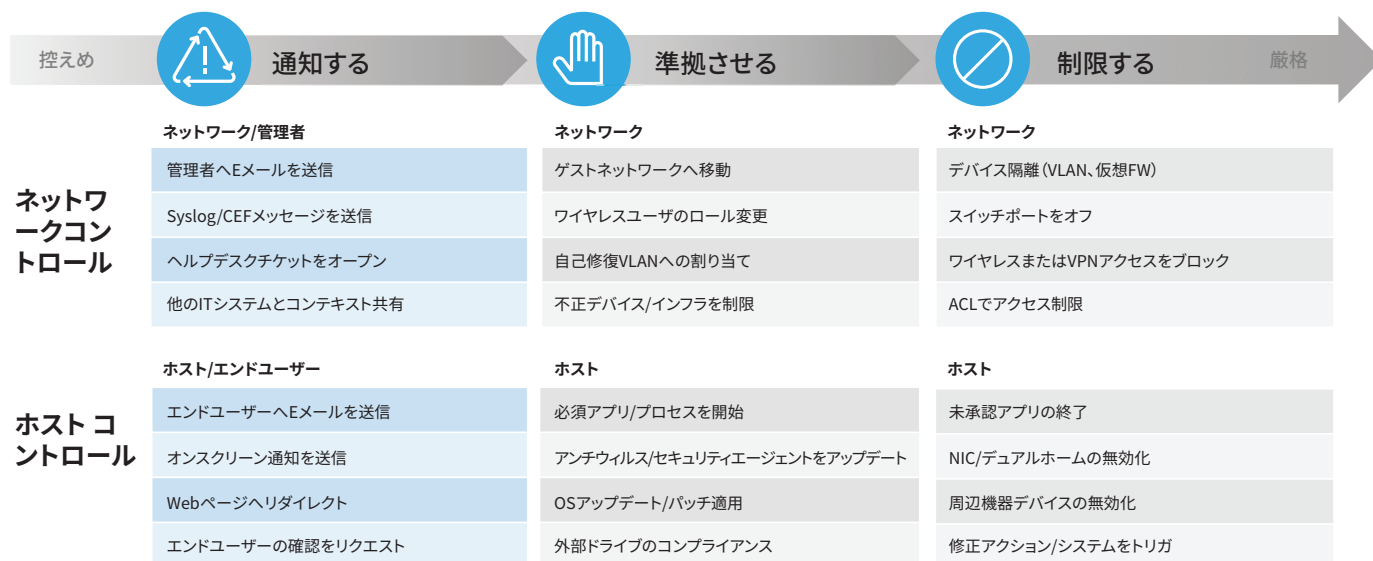 控えめ
通知する
準拠させる
制限する
厳格
ネットワ
ークコン
トロール
ネットワーク/管理者
管理者へEメールを送信
Syslog/CEFメッセージを送信
ヘルプデスクチケットをオープン
他のITシステムとコンテキスト共有
ネットワーク
ゲストネットワークへ移動
ワイヤレスユーザのロール変更
自己修復VLANへの割り当て
不正デバイス/インフラを制限
ネットワーク
デバイス隔離(VLAN、仮想FW)
スイッチポートをオフ
ワイヤレスまたはVPNアクセスをブロック
ACLでアクセス制限
ホスト コ
ントロール
ホスト/エンドユーザー
エンドユーザーへEメールを送信
オンスクリーン通知を送信
Webページへリダイレクト
エンドユーザーの確認をリクエスト
ホスト
必須アプリ/プロセスを開始
アンチウィルス/セキュリティエージェントをアップデート
OSアップデート/パッチ適用
外部ドライブのコンプライアンス
ホスト
未承認アプリの終了
NIC/デュアルホームの無効化
周辺機器デバイスの無効化
修正アクション/システムをトリガ